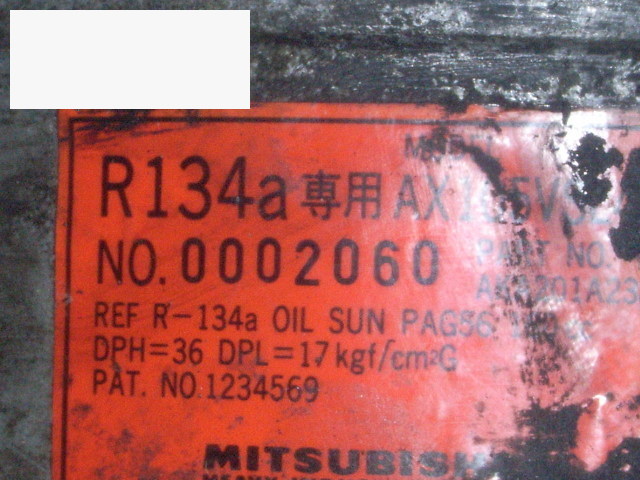 R134a専用
NO. 0002060
PART NO.
REF R-134a OIL SUN PAG56
DPH=36 DPL=17kgf/cm2G
PAT. NO.1234569
MITSUBISHI